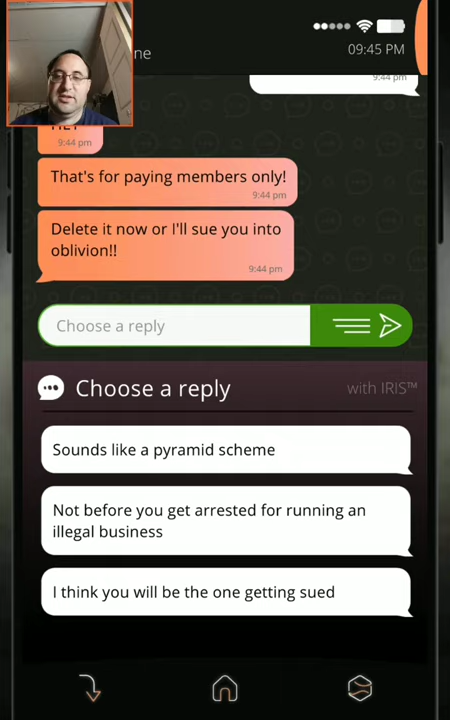 ne
09:45 PM
9:44 pm
9:44 pm
That's for paying members only!
9:44 pm
Delete it now or I'll sue you into
oblivion!!
9:44 pm
Choose a reply
Choose a reply
with IRIS™
Sounds like a pyramid scheme
Not before you get arrested for running an
illegal business
I think you will be the one getting sued